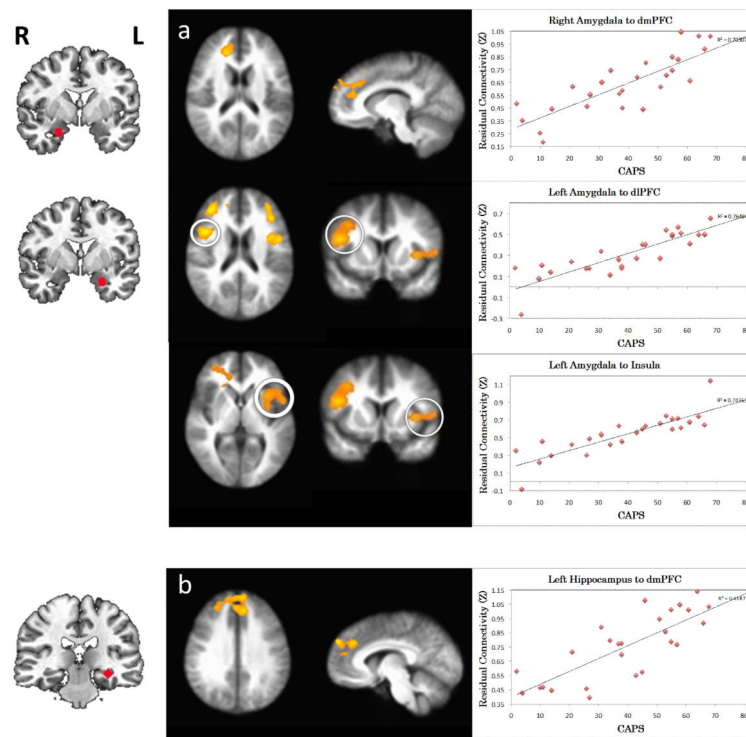 R L
a
Right Amygdala to dmPFC
Residual Connectivity (Z)
1.05
0.95
0.85
0.75
0.65
0.55
0.45
0.35
0.25
0.15
0 10 20 30 40 50 60 70
CAPS
Left Amygdala to dlPFC
Residual Connectivity (Z)
0.7
0.5
0.3
0.1
-0.1
-0.3
0 10 20 30 40 50 60 70
CAPS
Left Amygdala to Insula
Residual Connectivity (Z)
1.1
0.9
0.7
0.5
0.3
0.1
-0.1
0 10 20 30 40 50 60 70
CAPS
b
Left Hippocampus to dmPFC
Residual Connectivity (Z)
1.15
1.05
0.95
0.85
0.75
0.65
0.55
0.45
0.35
0 10 20 30 40 50 60 70
CAPS